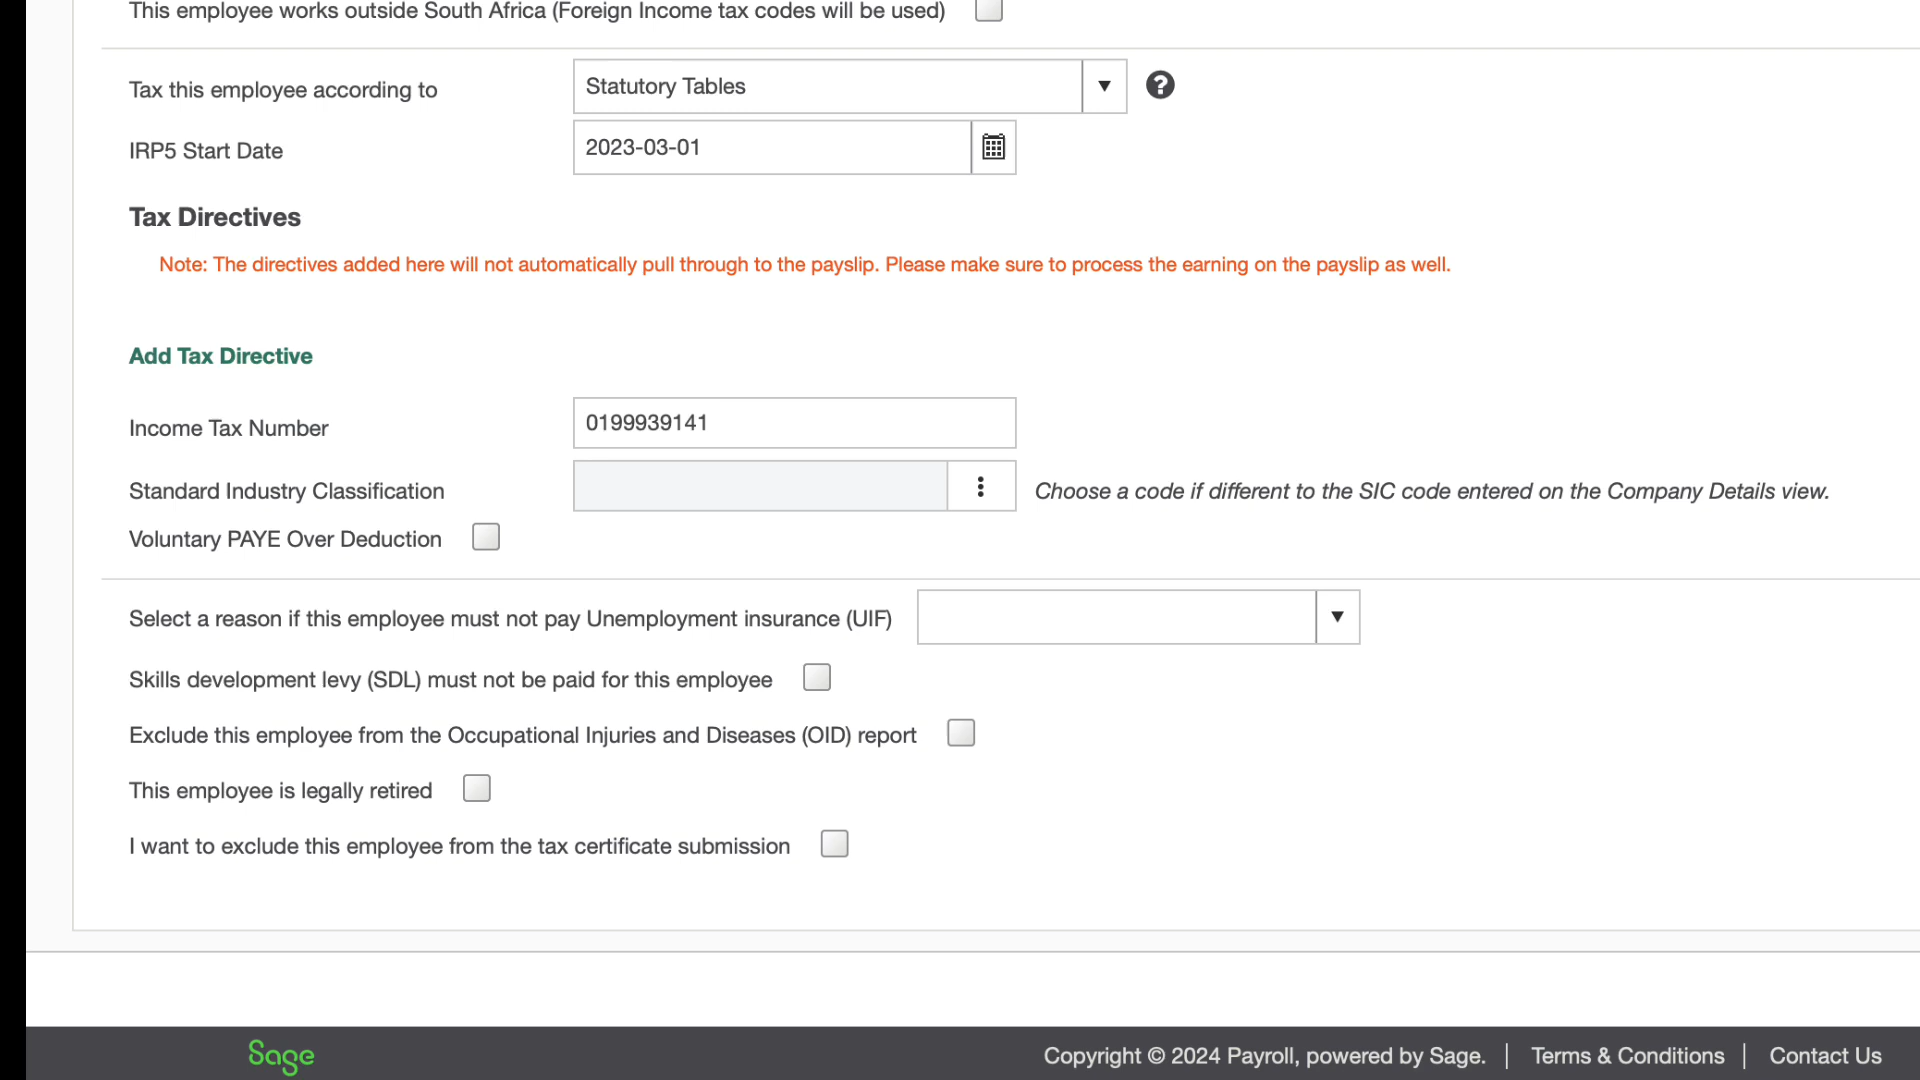 This employee works outside South Africa (Foreign Income tax codes will be used)
Tax this employee according to
Statutory Tables
IRP5 Start Date
2023-03-01
Tax Directives
Note: The directives added here will not automatically pull through to the payslip. Please make sure to process the earning on the payslip as well.
Add Tax Directive
Income Tax Number
0199939141
Standard Industry Classification
Choose a code if different to the SIC code entered on the Company Details view.
Voluntary PAYE Over Deduction
Select a reason if this employee must not pay Unemployment insurance (UIF)
Skills development levy (SDL) must not be paid for this employee
Exclude this employee from the Occupational Injuries and Diseases (OID) report
This employee is legally retired
I want to exclude this employee from the tax certificate submission
Sage
Copyright © 2024 Payroll, powered by Sage. | Terms & Conditions | Contact Us